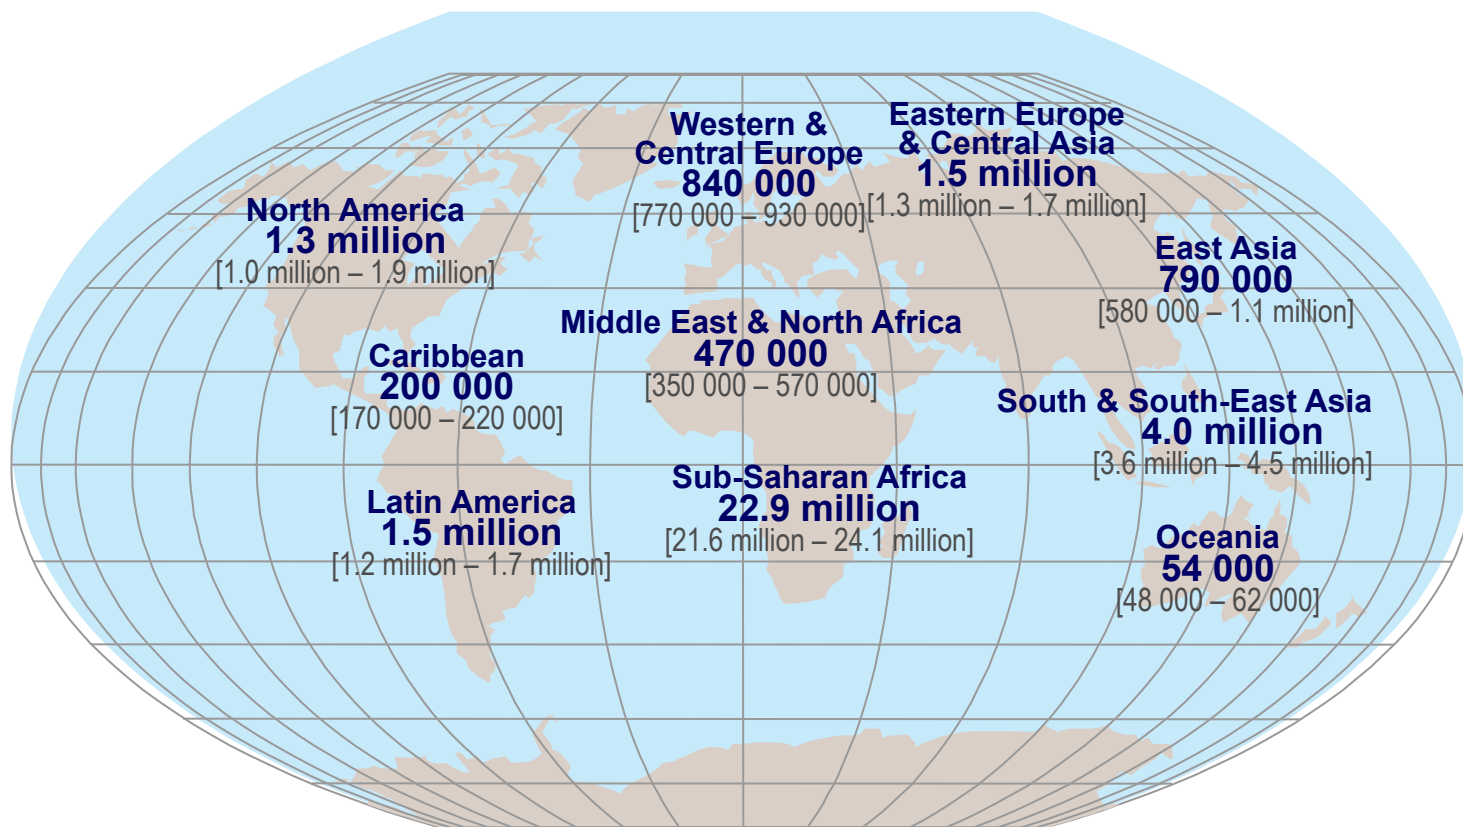 Western &
Central Europe
840 000
[770 000 – 930 000]
Eastern Europe
& Central Asia
1.5 million
[1.3 million – 1.7 million]
North America
1.3 million
[1.0 million – 1.9 million]
East Asia
790 000
[580 000 – 1.1 million]
Middle East & North Africa
470 000
[350 000 – 570 000]
Caribbean
200 000
[170 000 – 220 000]
South & South-East Asia
4.0 million
[3.6 million – 4.5 million]
Sub-Saharan Africa
22.9 million
[21.6 million – 24.1 million]
Latin America
1.5 million
[1.2 million – 1.7 million]
Oceania
54 000
[48 000 – 62 000]